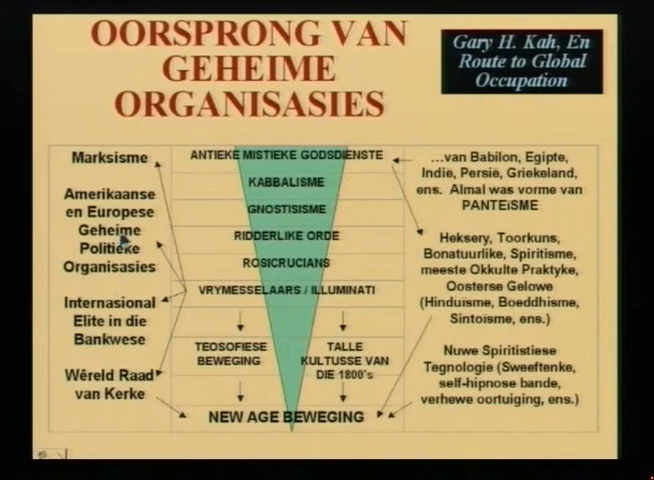 OORSPRONG VAN
GEHEIME
ORGANISASIES
Gary H. Kah, En
Route to Global
Occupation
Marksisme
Amerikaanse
en Europese
Geheime
Politieke
Organisasies
Internasional
Elite in die
Bankwese
Wêreld Raad
van Kerke
ANTIEKE MISTIEKE GODSDIENSTE
KABBALISME
GNOSTISISME
RIDDERLIKE ORDE
ROSICRUCIANS
VRYMESSELAARS / ILLUMINATI
TEOSOFIESE
BEWEGING
TALLE
KULTUSSE VAN
DIE 1800's
NEW AGE BEWEGING
...van Babilon, Egipte,
Indië, Persië, Griekeland,
ens. Almal was vorme van
PANTEïSME
Heksery, Toorkuns,
Bonatuurlike, Spiritisme,
meeste Okkulte Praktyke,
Oosterse Gelowe
(Hinduïsme, Boeddhisme,
Sintoïsme, ens.)
Nuwe Spiritistiese
Tegnologie (Sweeftenke,
self-hipnose bande,
verhewe oortuiging, ens.)